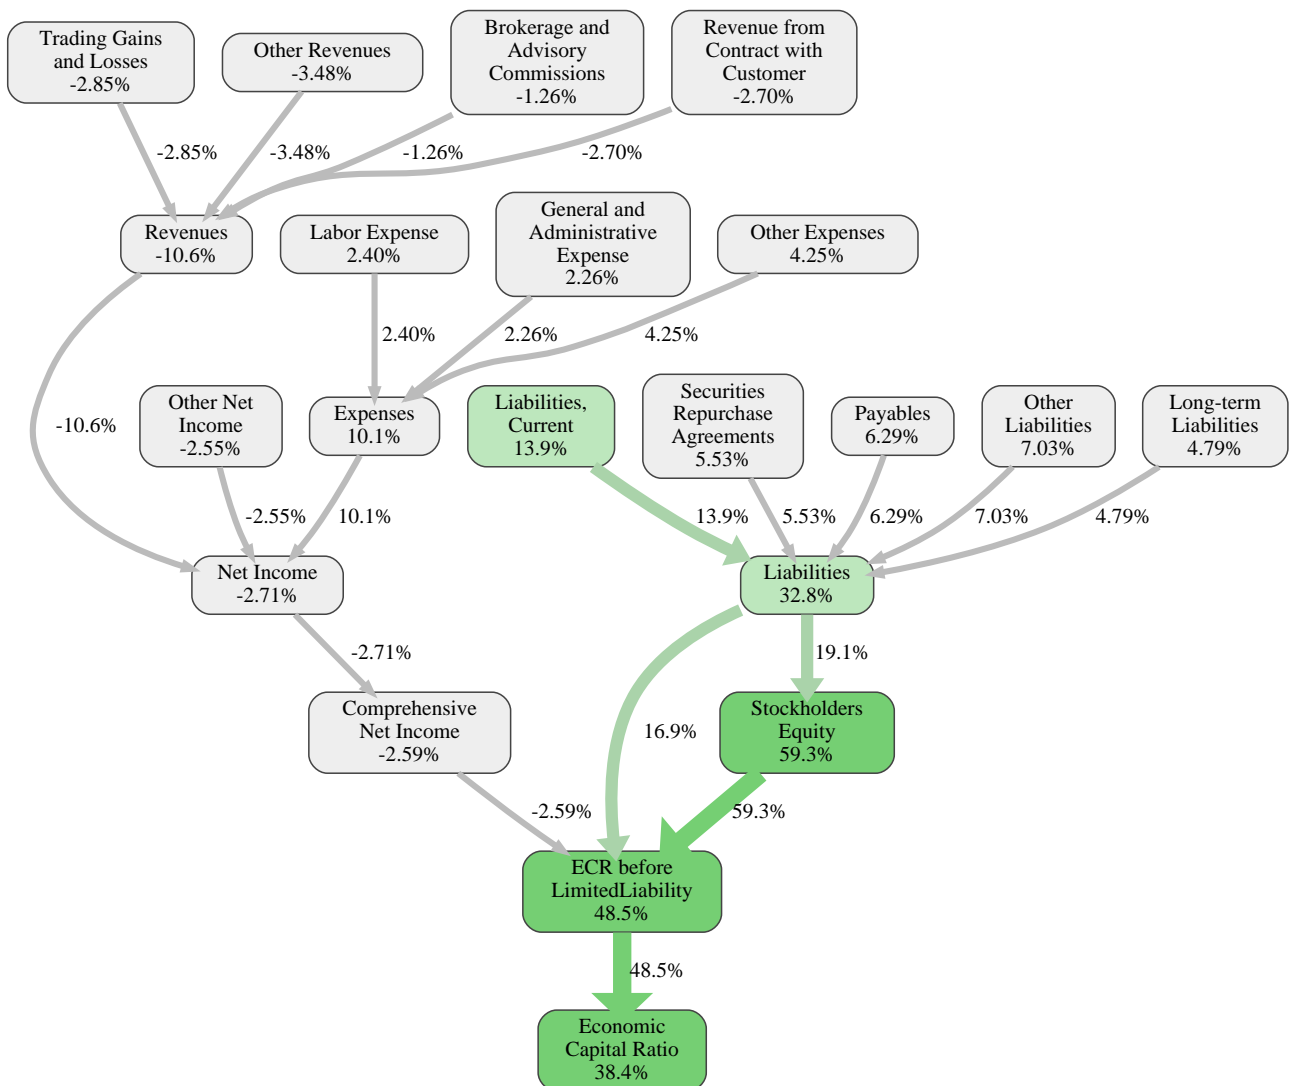 Trading Gains
and Losses
-2.85%
Other Revenues
-3.48%
Brokerage and
Advisory
Commissions
-1.26%
Revenue from
Contract with
Customer
-2.70%
-2.85%
-3.48%
-1.26%
-2.70%
Revenues
-10.6%
Labor Expense
2.40%
General and
Administrative
Expense
2.26%
Other Expenses
4.25%
2.40%
2.26%
4.25%
-10.6%
Other Net
Income
-2.55%
Expenses
10.1%
Liabilities,
Current
13.9%
Securities
Repurchase
Agreements
5.53%
Payables
6.29%
Other
Liabilities
7.03%
Long-term
Liabilities
4.79%
-2.55%
10.1%
13.9%
5.53%
6.29%
7.03%
4.79%
Net Income
-2.71%
Liabilities
32.8%
-2.71%
19.1%
Comprehensive
Net Income
-2.59%
16.9%
Stockholders
Equity
59.3%
-2.59%
59.3%
ECR before
LimitedLiability
48.5%
48.5%
Economic
Capital Ratio
38.4%